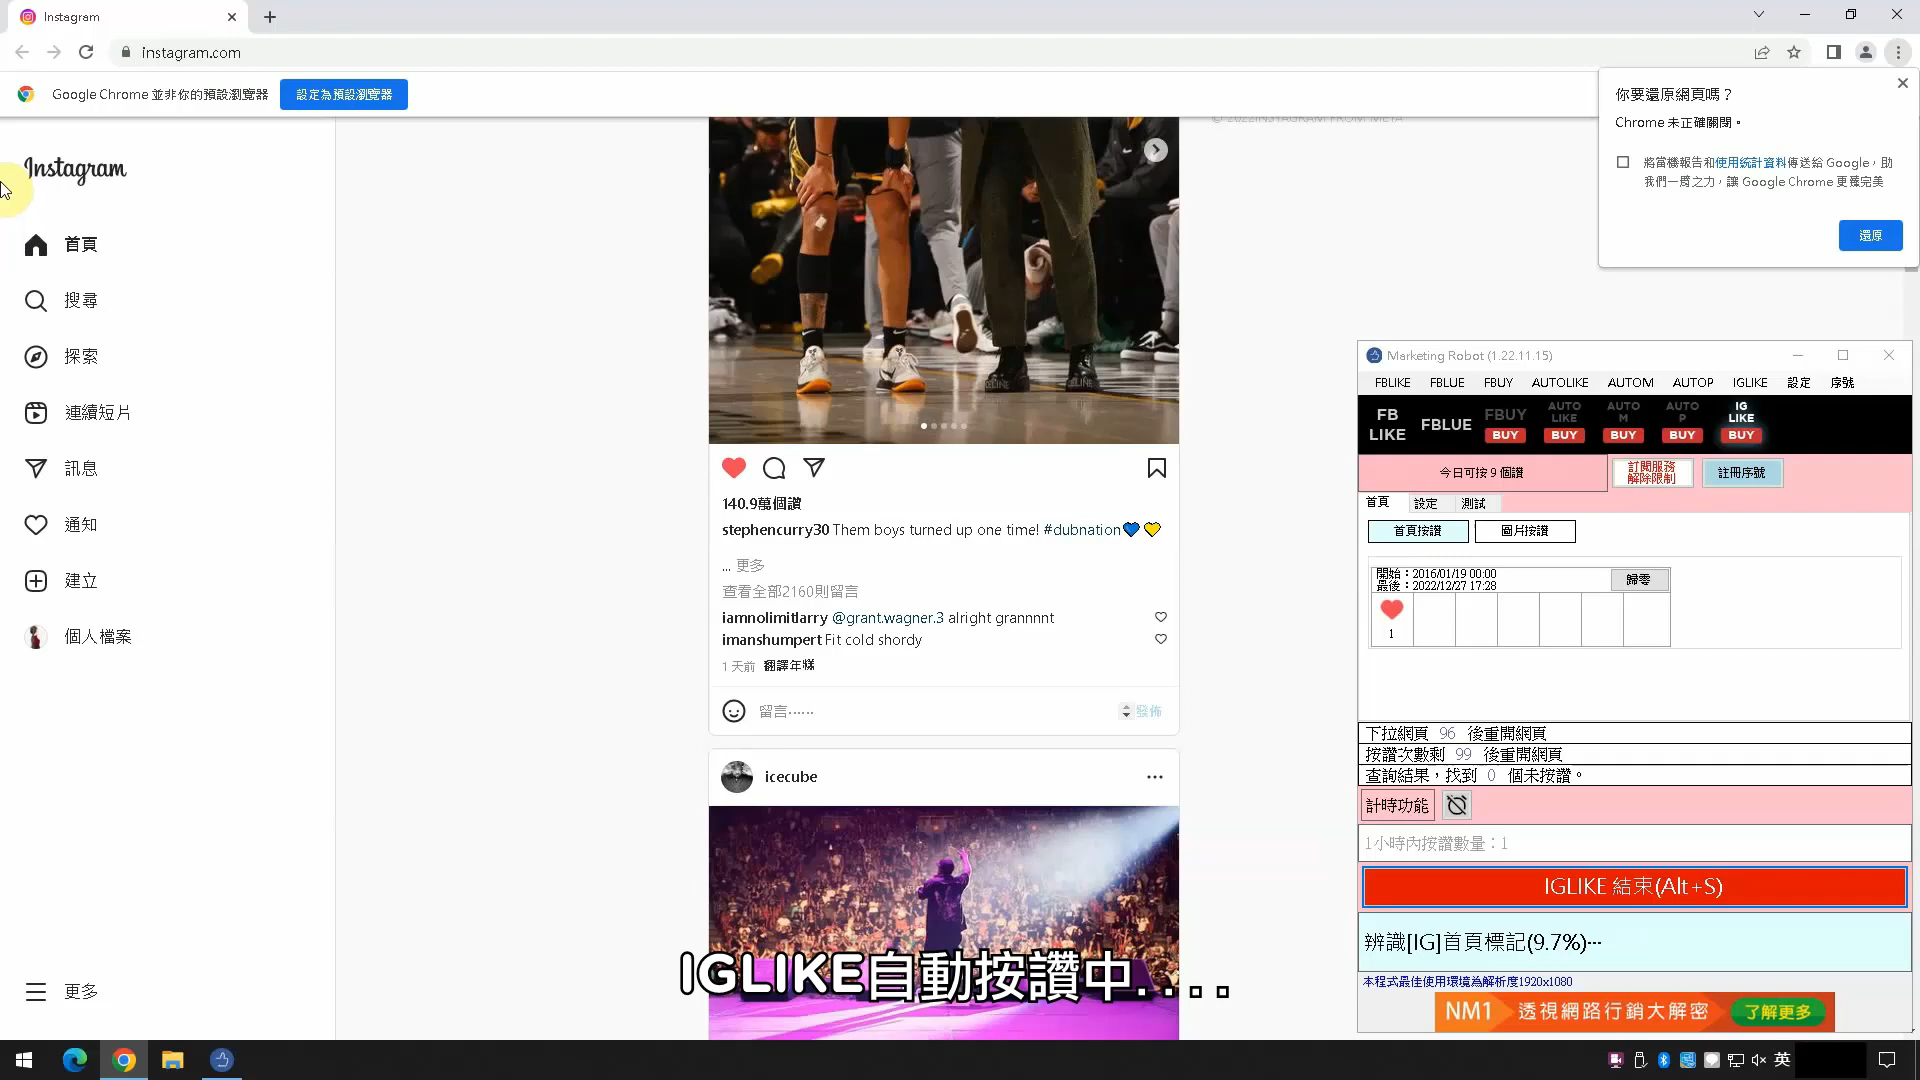 Instagram
instagram.com
Google Chrome 並非你的預設瀏覽器
設定為預設瀏覽器
你要還原網頁嗎？
Chrome 未正確關閉。
將當機報告和使用統計資料傳送給 Google，助
我們一臂之力，讓 Google Chrome 更臻完美
還原
© 2022INSTAGRAM FROM META
Instagram
首頁
搜尋
探索
連續短片
訊息
通知
建立
個人檔案
更多
140.9萬個讚
stephencurry30 Them boys turned up one time! #dubnation💙💛
... 更多
查看全部2160則留言
iamnolimitlarry @grant.wagner.3 alright grannnnt
imanshumpert Fit cold shordy
1 天前 翻譯年糕
留言......
發佈
icecube
IGLIKE自動按讚中....
Marketing Robot (1.22.11.15)
FBLIKE FBLUE FBUY AUTOLIKE AUTOM AUTOP IGLIKE 設定 序號
FB LIKE
FBLUE
FBUY BUY
AUTO LIKE BUY
AUTO M BUY
AUTO P BUY
IG LIKE BUY
今日可按 9 個讚
訂閱服務
解除限制
註冊序號
首頁 設定 測試
首頁按讚 圖片按讚
開始：2016/01/19 00:00
最後：2022/12/27 17:28
歸零
1
下拉網頁 96 後重開網頁
按讚次數剩 99 後重開網頁
查詢結果，找到 0 個未按讚。
計時功能
1小時內按讚數量：1
IGLIKE 結束(Alt+S)
辨識[IG]首頁標記(9.7%)...
本程式最佳使用環境為解析度1920x1080
NM1 透視網路行銷大解密 了解更多
英